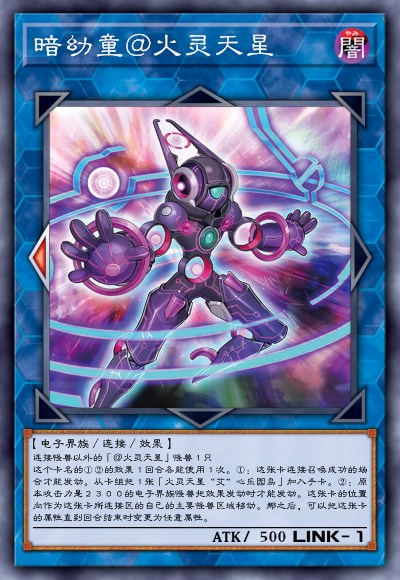 暗幼童@火灵天星
やみ
闇
【电子界族／连接／效果】
连接怪兽以外的「@火灵天星」怪兽1只
这个卡名的①②的效果1回合各能使用1次。①：这张卡连接召唤成功的场
合才能发动。从卡组把1张「火灵天星“艾”心乐园岛」加入手卡。②：原
本攻击力是2300的电子界族怪兽把效果发动时才能发动。这张卡的位置
向作为这张卡所连接区的自己的主要怪兽区域移动。那之后，可以把这张卡
的属性直到回合结束时变更为任意属性。
ATK/ 500 LINK-1